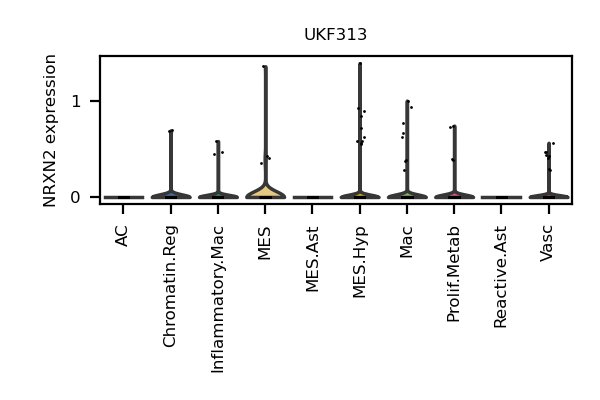 UKF313
NRXN2 expression
1
0
AC
Chromatin.Reg
Inflammatory.Mac
MES
MES.Ast
MES.Hyp
Mac
Prolif.Metab
Reactive.Ast
Vasc